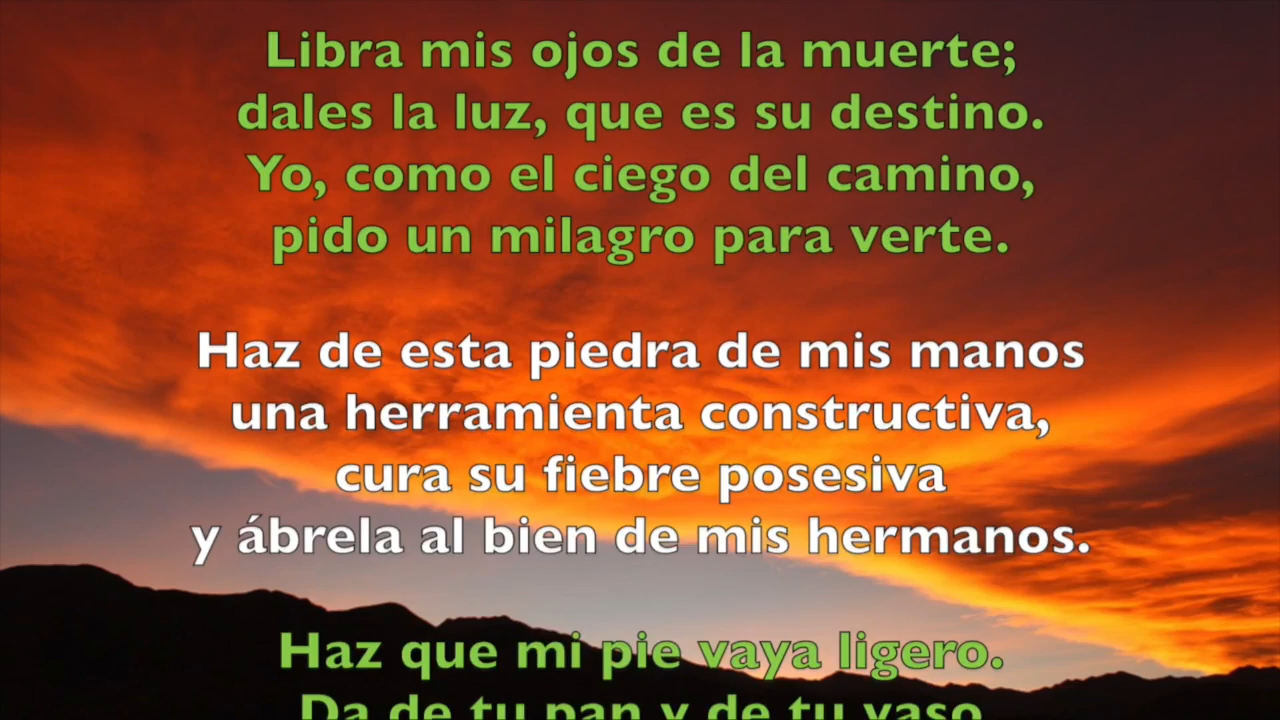 Libra mis ojos de la muerte;
dales la luz, que es su destino.
Yo, como el ciego del camino,
pido un milagro para verte.
Haz de esta piedra de mis manos
una herramienta constructiva,
cura su fiebre posesiva
y ábrela al bien de mis hermanos.
Haz que mi pie vaya ligero.
Da de tu pan y de tu vaso